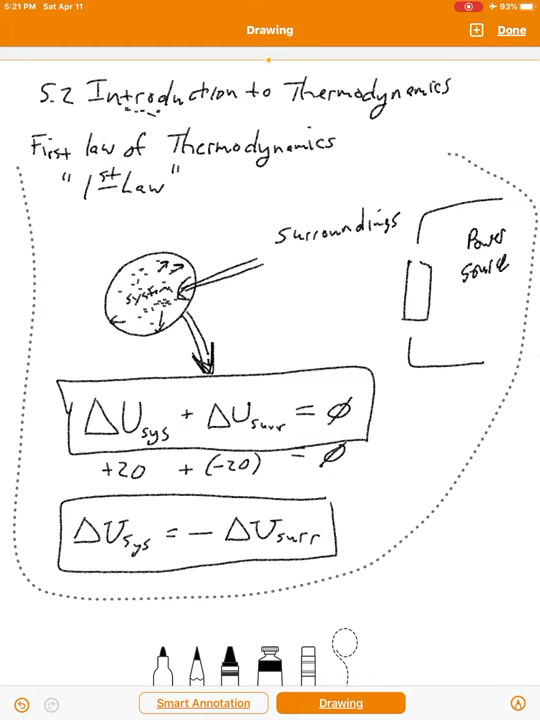 5:21 PM Sat Apr 11 93%
Drawing
Done
5.2 Introduction to Thermodynamics
First law of Thermodynamics
"1st Law"
surroundings
Power
source
system
ΔUsys + ΔUsurr = ∅
+20 + (-20) = ∅
ΔUsys = - ΔUsurr
Smart Annotation
Drawing